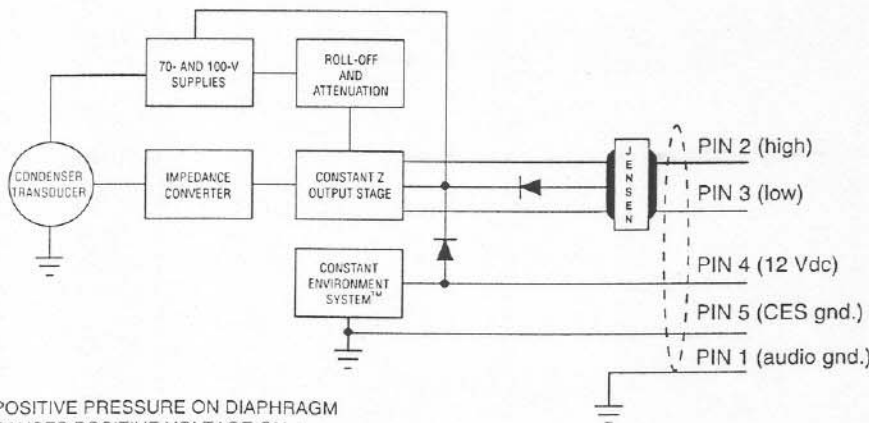 70- AND 100-V
SUPPLIES
ROLL-OFF
AND
ATTENUATION
CONDENSER
TRANSDUCER
IMPEDANCE
CONVERTER
CONSTANT Z
OUTPUT STAGE
JENSEN
PIN 2 (high)
PIN 3 (low)
CONSTANT
ENVIRONMENT
SYSTEM™
PIN 4 (12 Vdc)
PIN 5 (CES gnd.)
PIN 1 (audio gnd.)
POSITIVE PRESSURE ON DIAPHRAGM